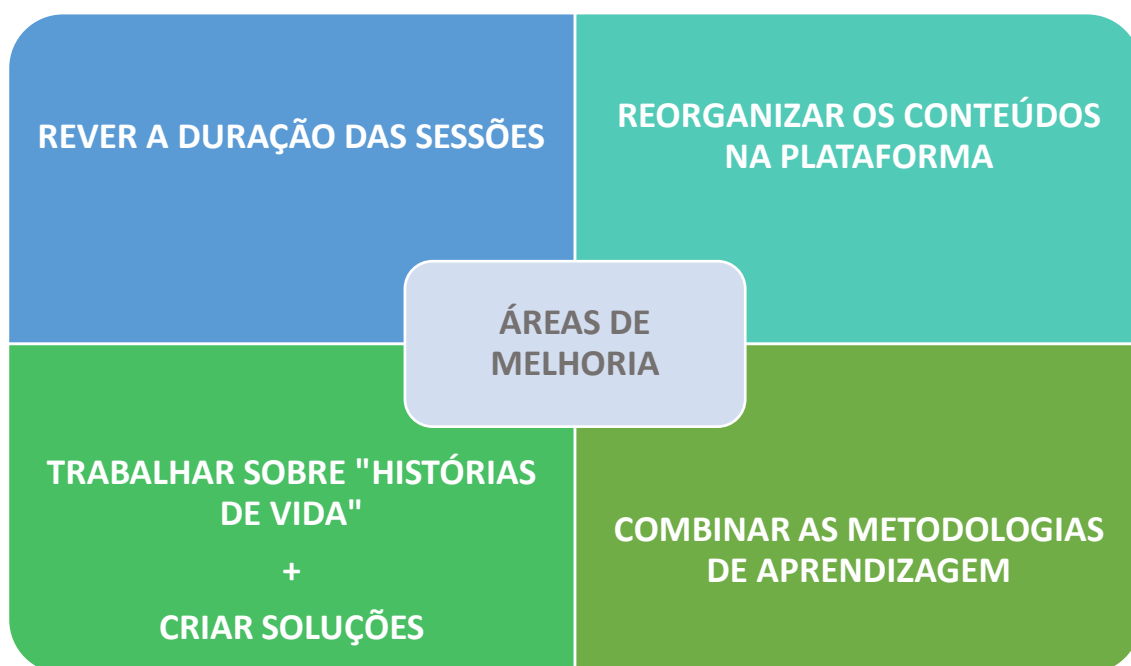 REVER A DURAÇÃO DAS SESSÕES
REORGANIZAR OS CONTEÚDOS
NA PLATAFORMA
ÁREAS DE
MELHORIA
TRABALHAR SOBRE "HISTÓRIAS
DE VIDA"
+
CRIAR SOLUÇÕES
COMBINAR AS METODOLOGIAS
DE APRENDIZAGEM